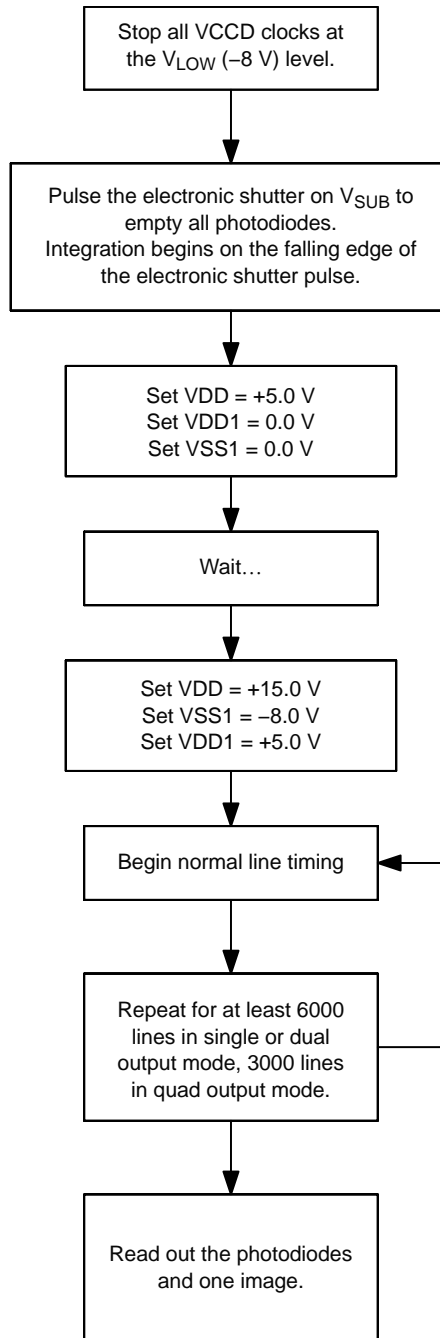 Stop all VCCD clocks at
the VLOW (−8 V) level.
Pulse the electronic shutter on VSUB to
empty all photodiodes.
Integration begins on the falling edge of
the electronic shutter pulse.
Set VDD = +5.0 V
Set VDD1 = 0.0 V
Set VSS1 = 0.0 V
Wait…
Set VDD = +15.0 V
Set VSS1 = −8.0 V
Set VDD1 = +5.0 V
Begin normal line timing
Repeat for at least 6000
lines in single or dual
output mode, 3000 lines
in quad output mode.
Read out the photodiodes
and one image.